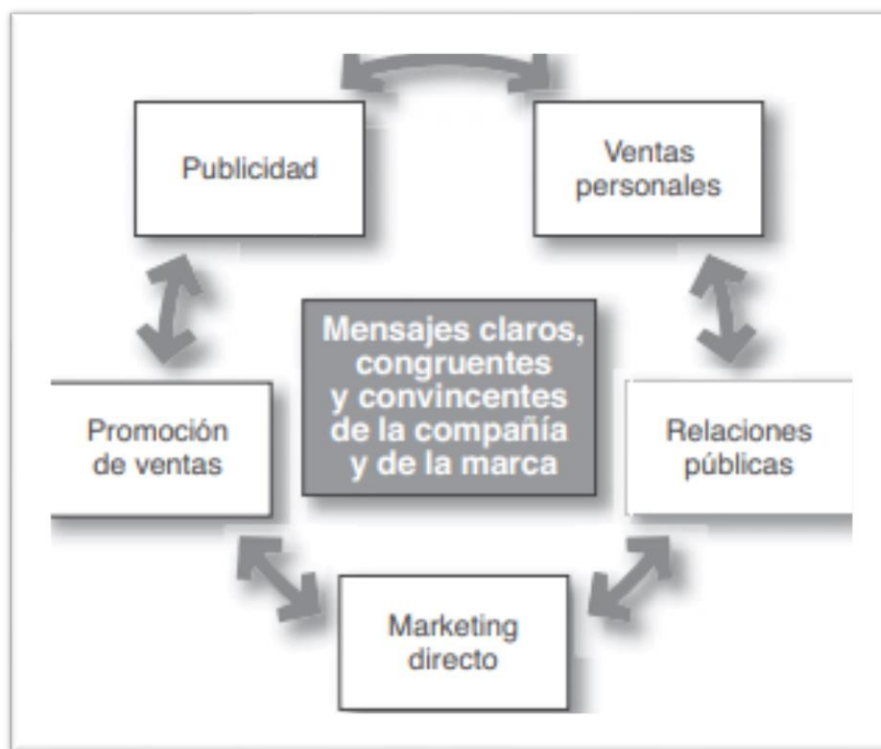 Publicidad
Ventas
personales
Mensajes claros,
congruentes
y convincentes
de la compañía
y de la marca
Promoción
de ventas
Relaciones
públicas
Marketing
directo